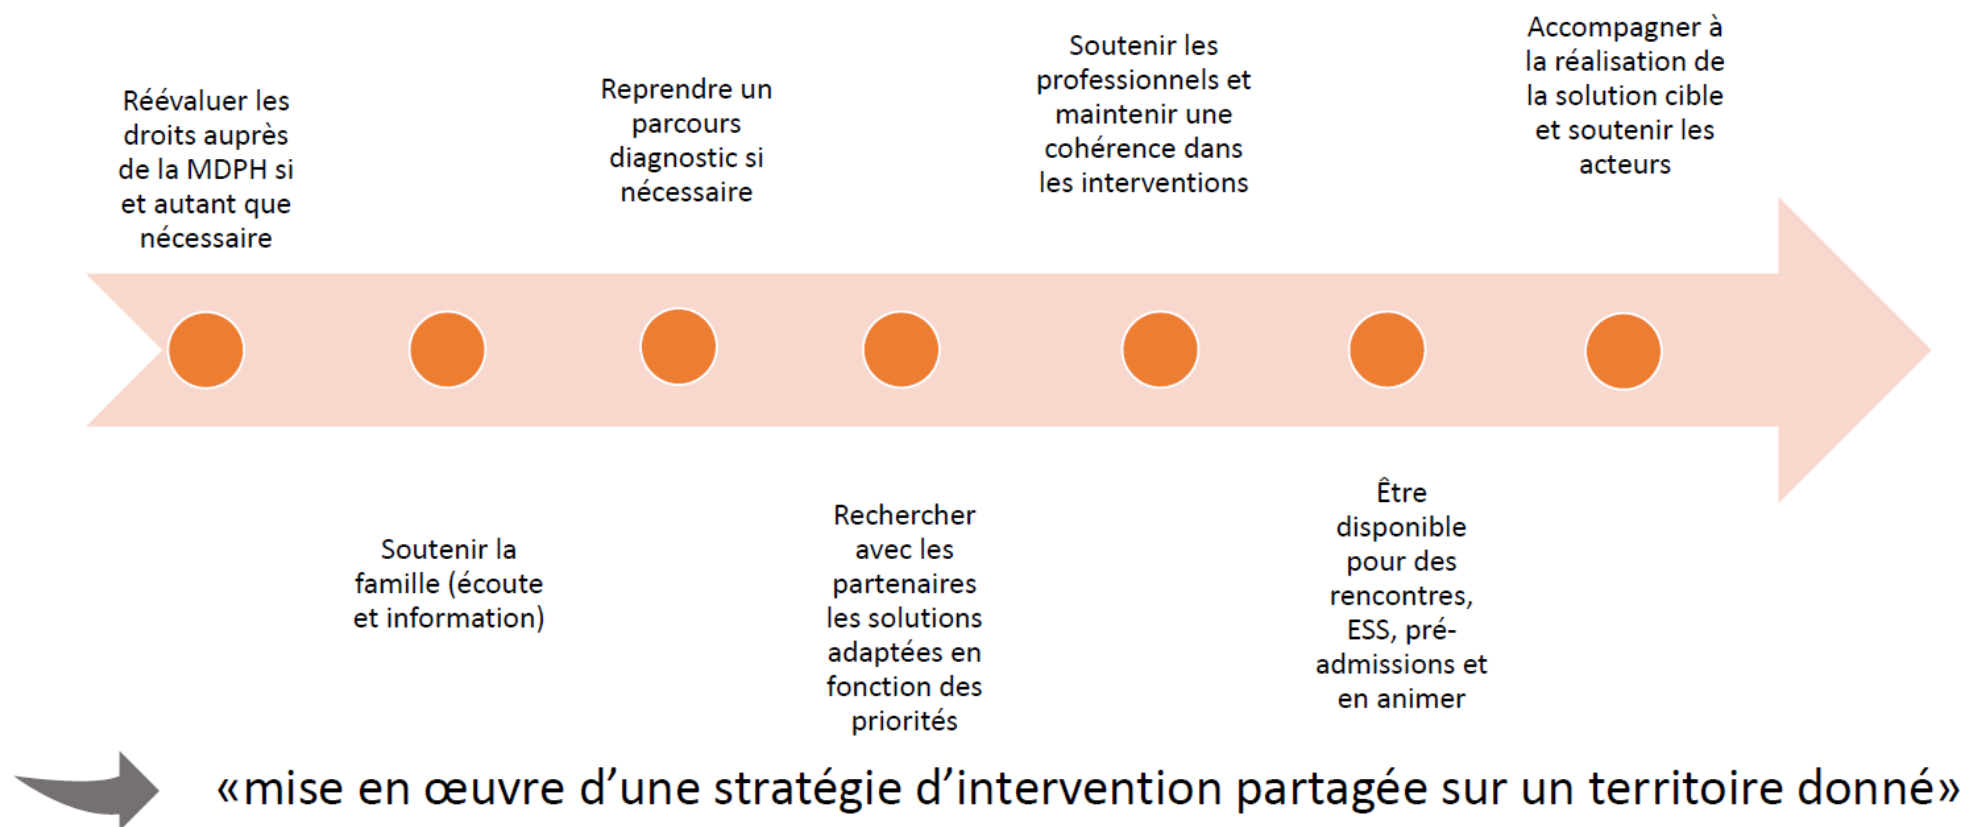 Réévaluer les
droits auprès
de la MDPH si
et autant que
nécessaire
Soutenir la
famille (écoute
et information)
Reprendre un
parcours
diagnostic si
nécessaire
Rechercher
avec les
partenaires
les solutions
adaptées en
fonction des
priorités
Soutenir les
professionnels et
maintenir une
cohérence dans
les interventions
Être
disponible
pour des
rencontres,
ESS, pré-
admissions et
en animer
Accompagner à
la réalisation de
la solution cible
et soutenir les
acteurs
«mise en œuvre d’une stratégie d’intervention partagée sur un territoire donné»